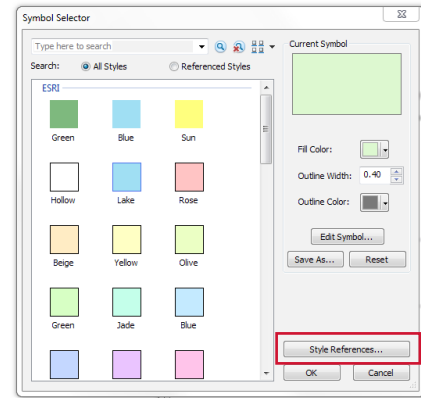 Symbol Selector
Type here to search
Search: All Styles Referenced Styles
ESRI
Green Blue Sun
Hollow Lake Rose
Beige Yellow Olive
Green Jade Blue
Current Symbol
Fill Color:
Outline Width: 0.40
Outline Color:
Edit Symbol...
Save As... Reset
Style References...
OK Cancel